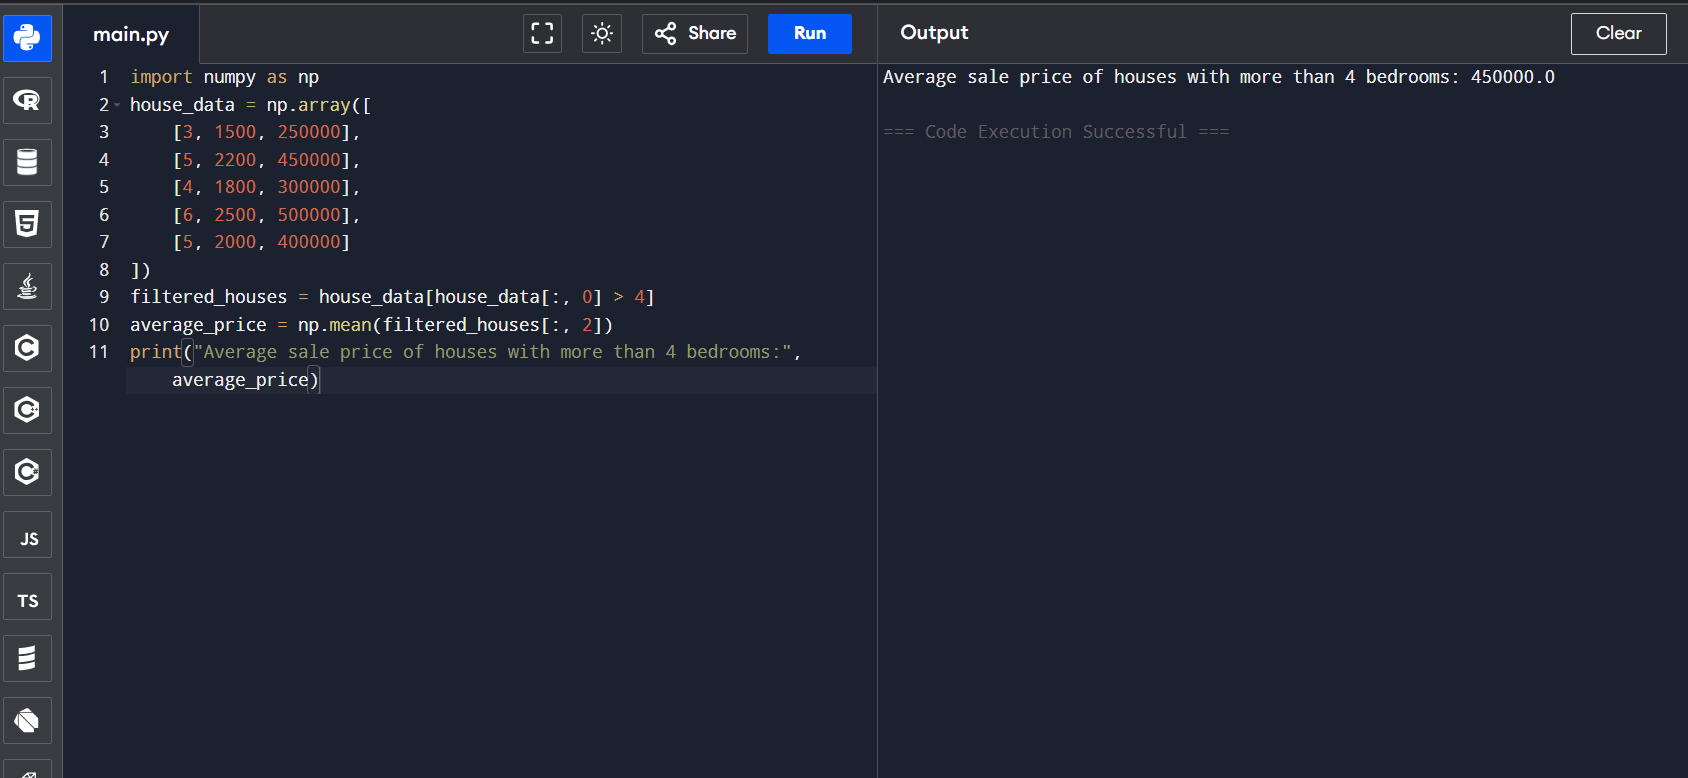 main.py
Share
Run
Output
Clear
1 import numpy as np
2 house_data = np.array([
3     [3, 1500, 250000],
4     [5, 2200, 450000],
5     [4, 1800, 300000],
6     [6, 2500, 500000],
7     [5, 2000, 400000]
8 ])
9 filtered_houses = house_data[house_data[:, 0] > 4]
10 average_price = np.mean(filtered_houses[:, 2])
11 print("Average sale price of houses with more than 4 bedrooms:",
    average_price)
Average sale price of houses with more than 4 bedrooms: 450000.0
=== Code Execution Successful ===
R
5
C
C++
C#
JS
TS